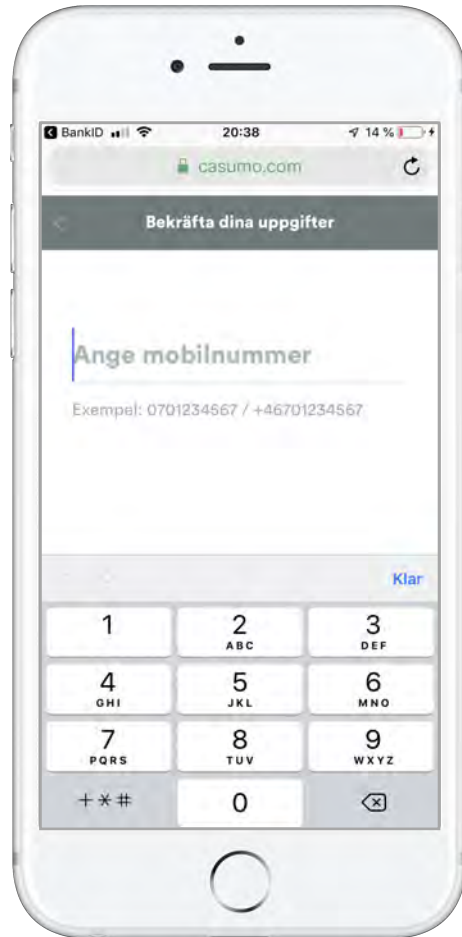 BankID 20:38 14 %
casumo.com
Bekräfta dina uppgifter
Ange mobilnummer
Exempel: 0701234567 / +46701234567
Klar
1 2 3
ABC DEF
4 5 6
GHI JKL MNO
7 8 9
PQRS TUV WXYZ
+*# 0